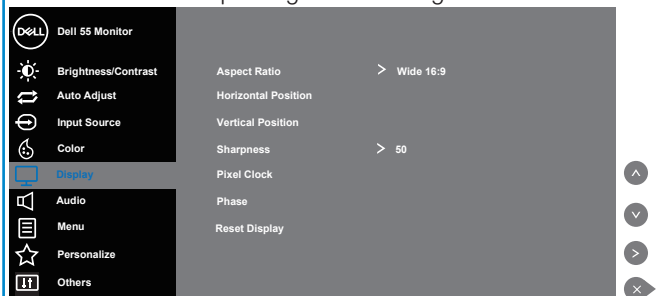 DELL Dell 55 Monitor
Brightness/Contrast Aspect Ratio > Wide 16:9
Auto Adjust Horizontal Position
Input Source Vertical Position
Color Sharpness > 50
Display Pixel Clock
Audio Phase
Menu Reset Display
Personalize
Others